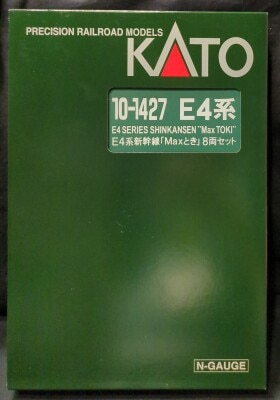 PRECISION RAILROAD MODELS
KATO
10-1427 E4系
E4 SERIES SHINKANSEN "Max TOKI"
E4系新幹線「Maxとき」8両セット
N-GAUGE